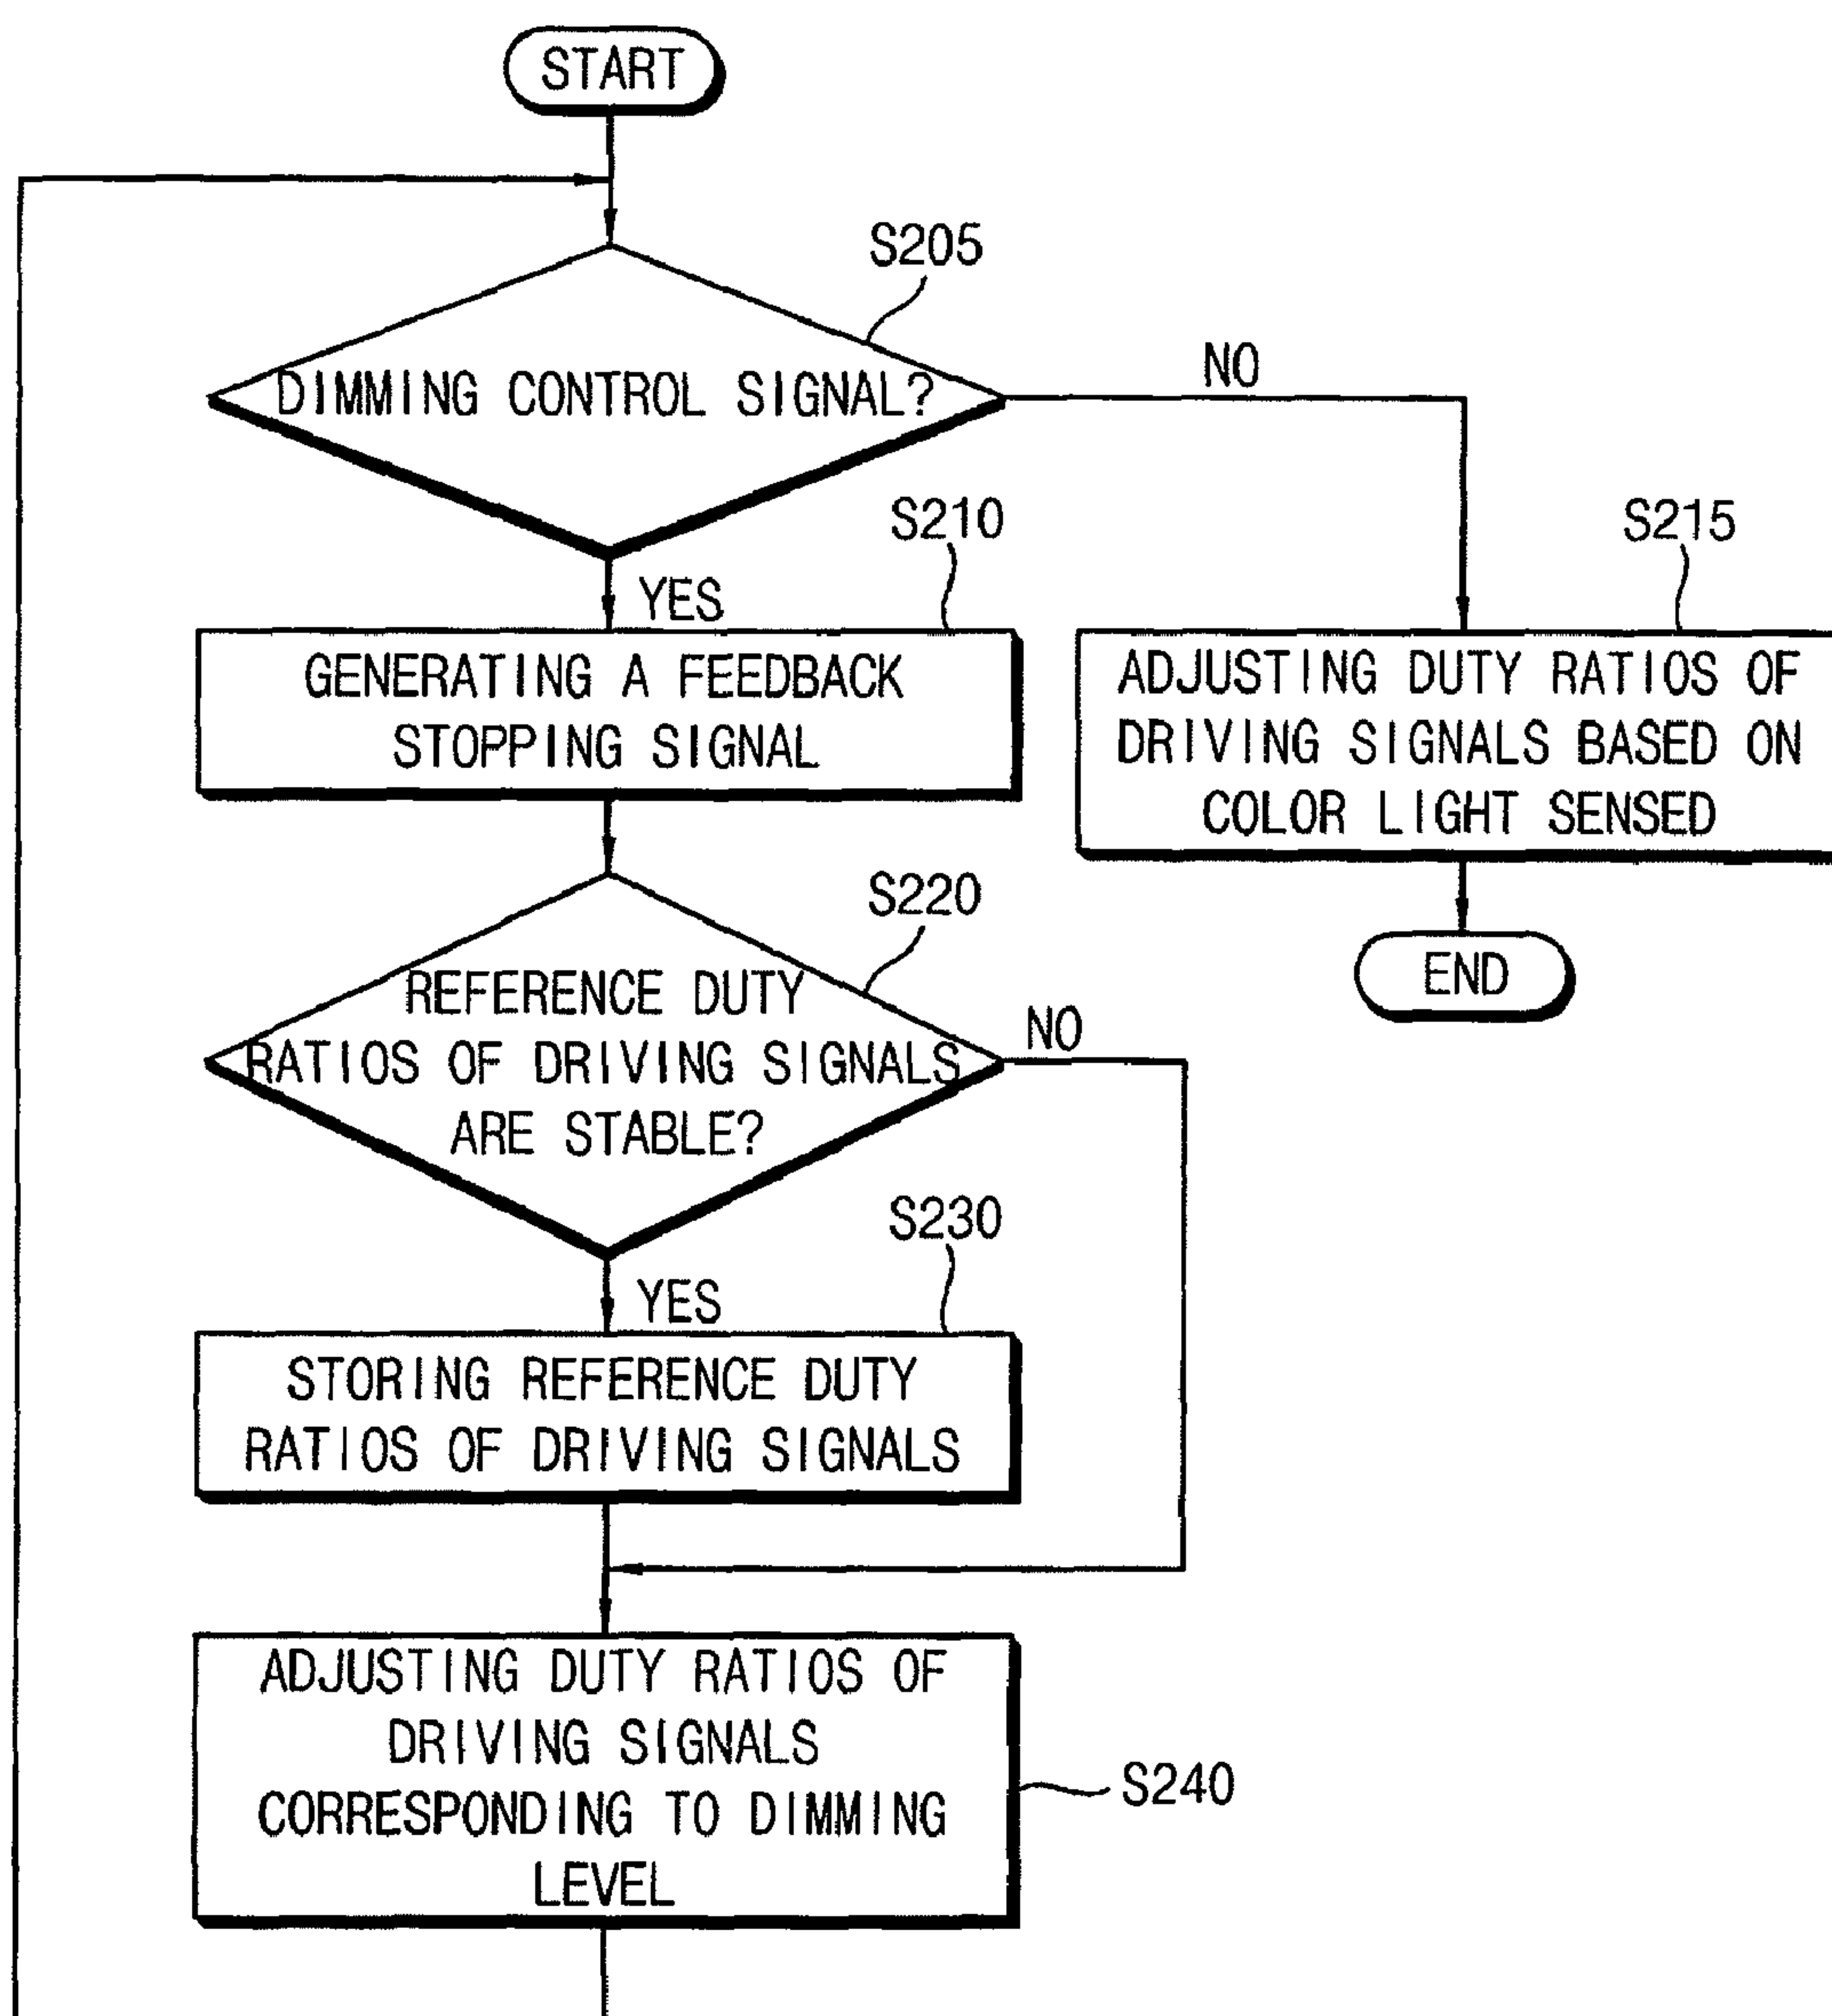 START
S205
DIMMING CONTROL SIGNAL?
NO
YES
S210
GENERATING A FEEDBACK
STOPPING SIGNAL
S215
ADJUSTING DUTY RATIOS OF
DRIVING SIGNALS BASED ON
COLOR LIGHT SENSED
END
S220
REFERENCE DUTY
RATIOS OF DRIVING SIGNALS
ARE STABLE?
NO
YES
S230
STORING REFERENCE DUTY
RATIOS OF DRIVING SIGNALS
ADJUSTING DUTY RATIOS OF
DRIVING SIGNALS
CORRESPONDING TO DIMMING
LEVEL
S240